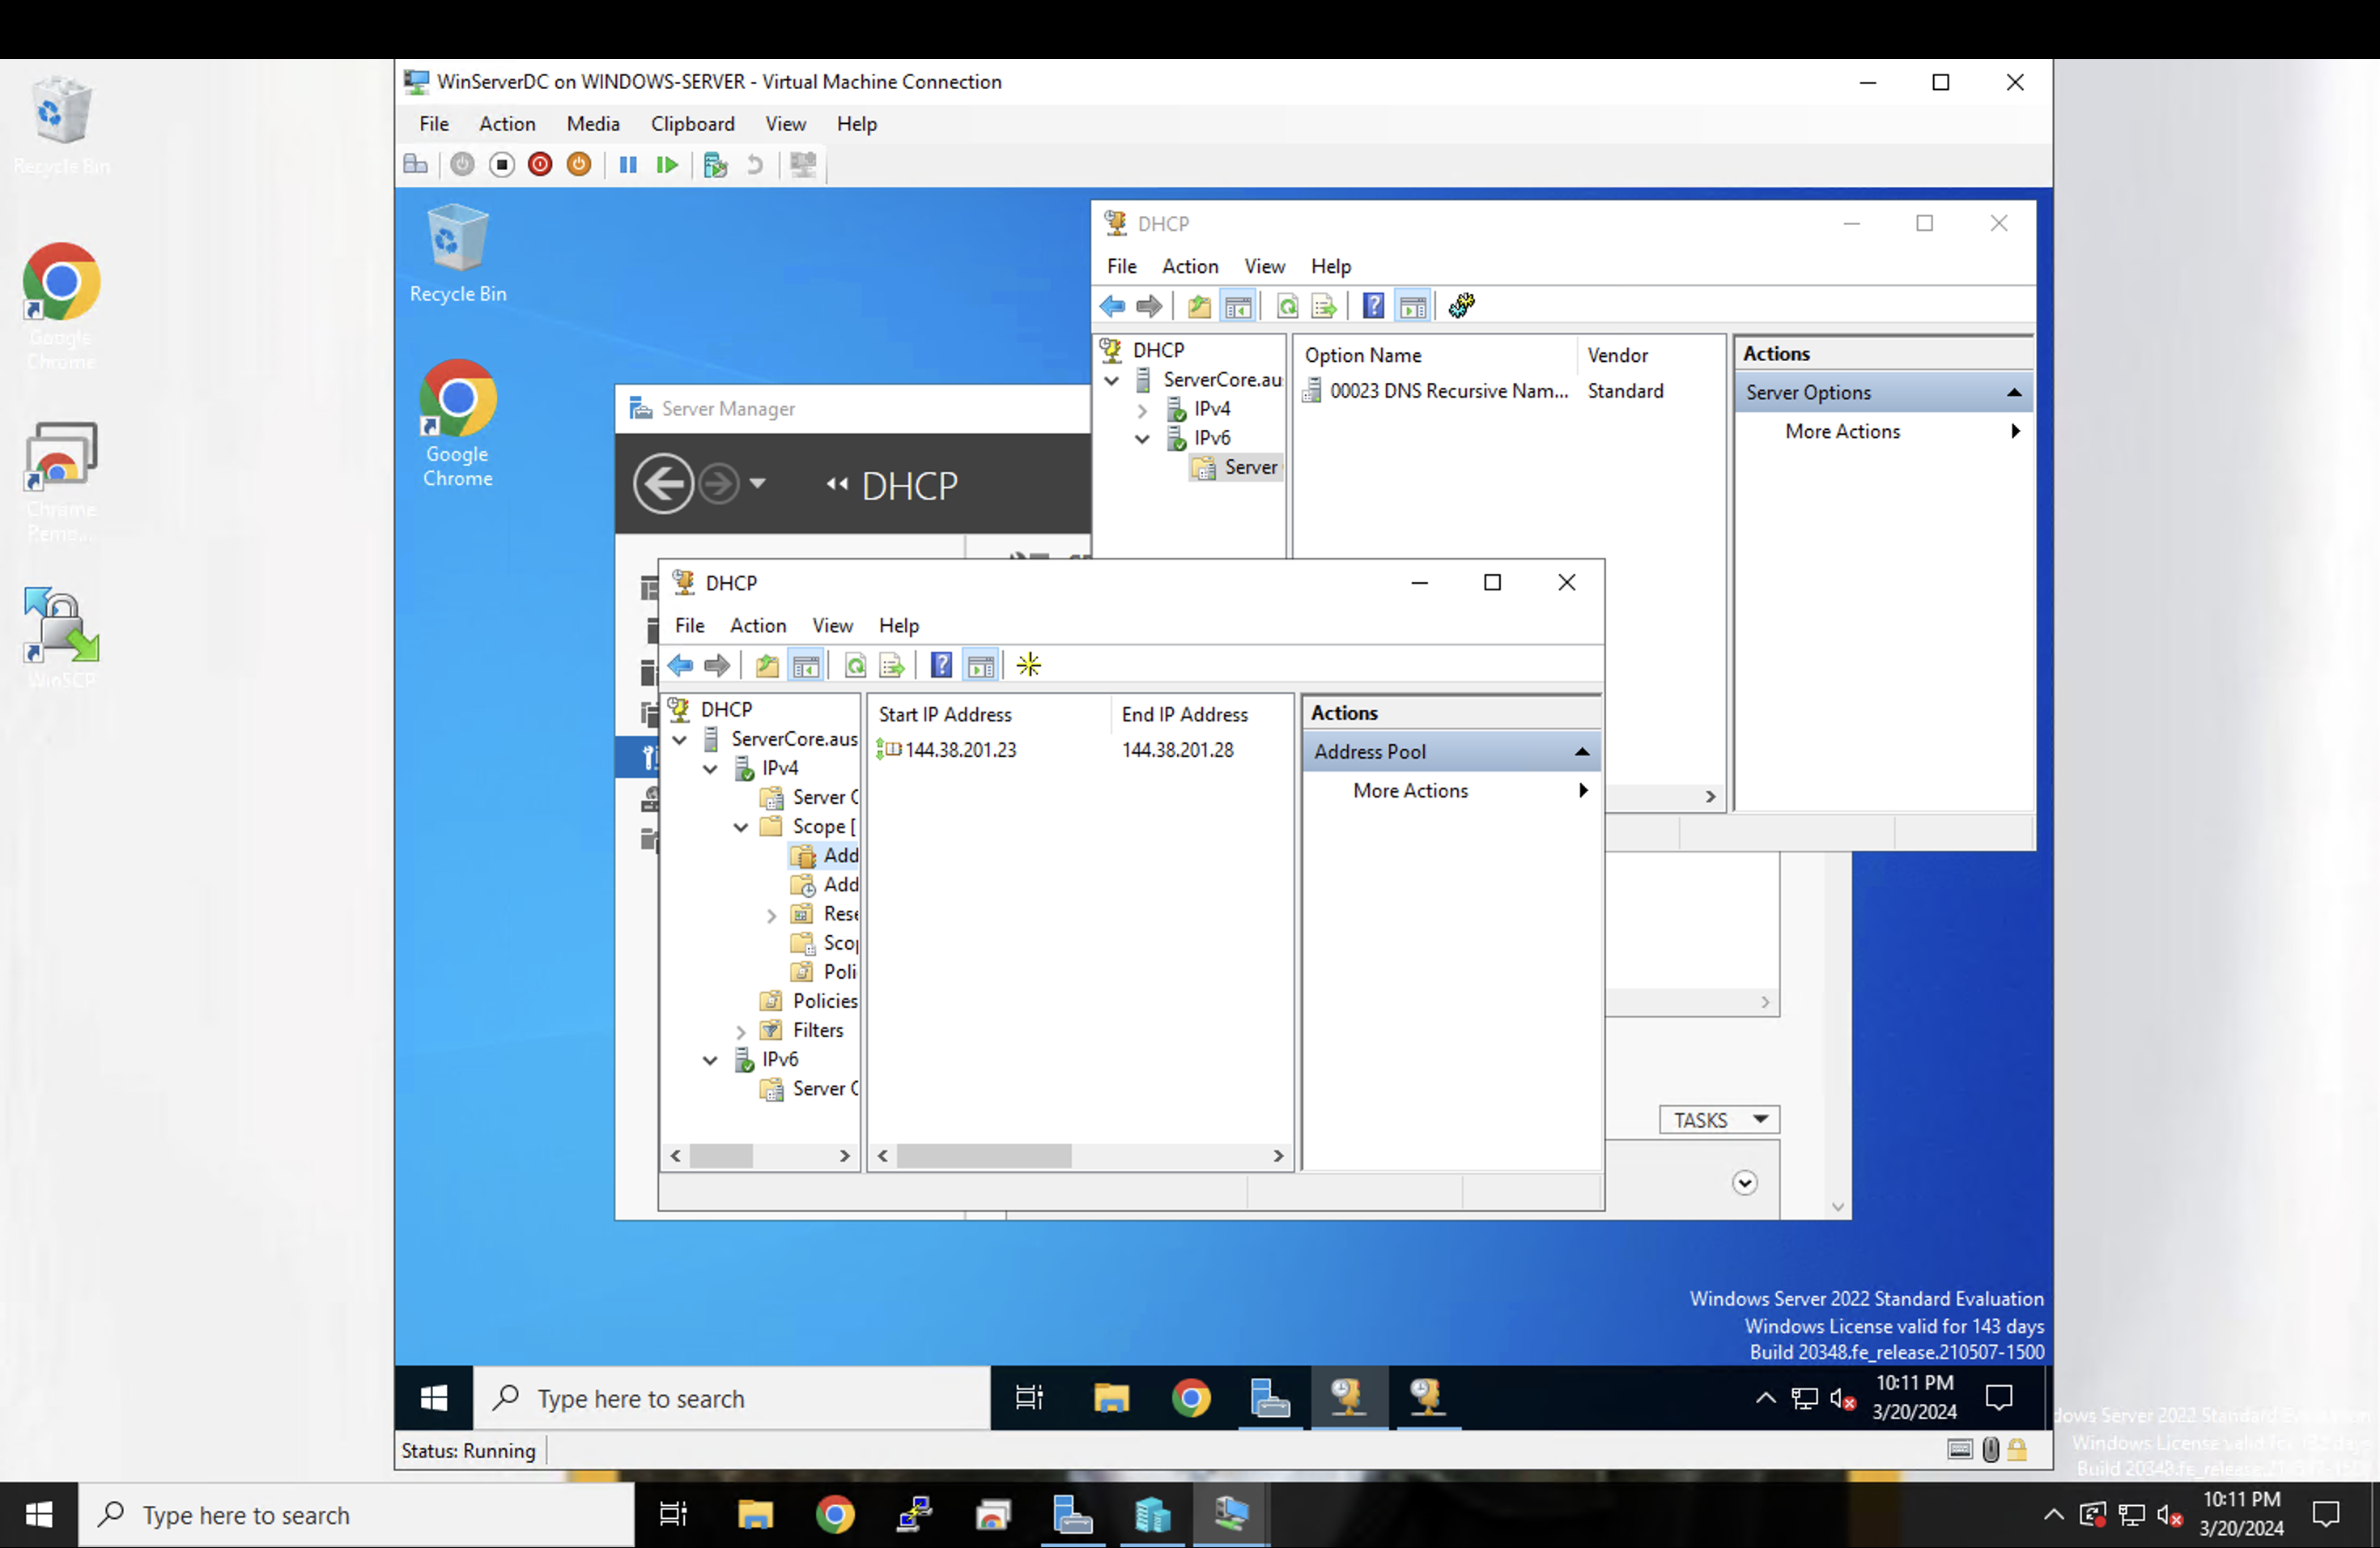 WinServerDC on WINDOWS-SERVER - Virtual Machine Connection
File Action Media Clipboard View Help
Recycle Bin
Google
Chrome
Chrome
Remo...
WinSCP
Recycle Bin
Google
Chrome
DHCP
File Action View Help
DHCP
ServerCore.au
IPv4
IPv6
Server
Option Name Vendor
00023 DNS Recursive Nam... Standard
Actions
Server Options
More Actions
Server Manager
DHCP
DHCP
File Action View Help
DHCP
ServerCore.aus
IPv4
Server
Scope [
Add
Add
Rese
Scop
Poli
Policies
Filters
IPv6
Server
Start IP Address End IP Address
144.38.201.23 144.38.201.28
Actions
Address Pool
More Actions
TASKS
Windows Server 2022 Standard Evaluation
Windows License valid for 143 days
Build 20348.fe_release.210507-1500
Type here to search
10:11 PM
3/20/2024
Status: Running
Type here to search
10:11 PM
3/20/2024